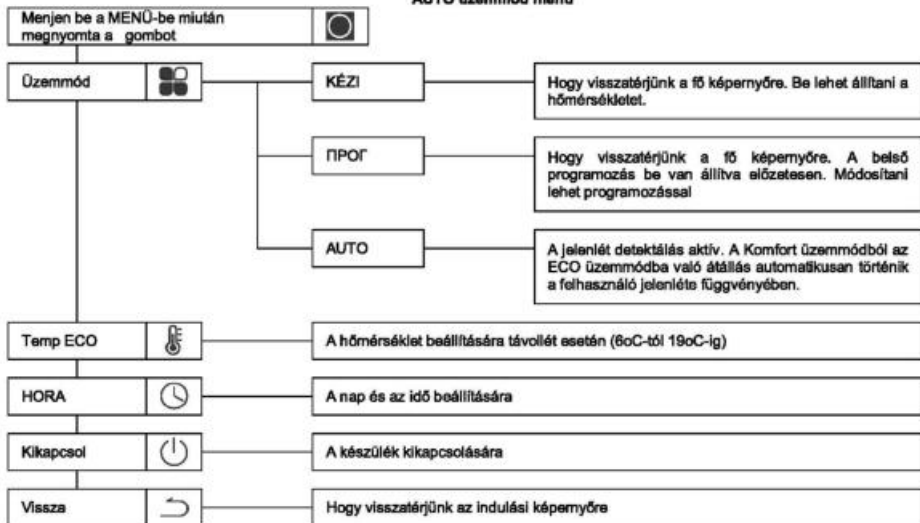 AUTO üzemmód menü
Menjen be a MENÜ-be miután
megnyomta a gombot
Üzemmód
KÉZI
Hogy visszatérjünk a fő képernyőre. Be lehet állítani a
hőmérsékletet.
ПРОГ
Hogy visszatérjünk a fő képernyőre. A belső
programozás be van állítva előzetesen. Módosítani
lehet programozással
AUTO
A jelenlét detektálás aktív. A Komfort üzemmódból az
ECO üzemmódba való átállás automatikusan történik
a felhasználó jelenléte függvényében.
Temp ECO
A hőmérséklet beállítására távollét esetén (6oC-tól 19oC-ig)
HORA
A nap és az idő beállítására
Kikapcsol
A készülék kikapcsolására
Vissza
Hogy visszatérjünk az indulási képernyőre